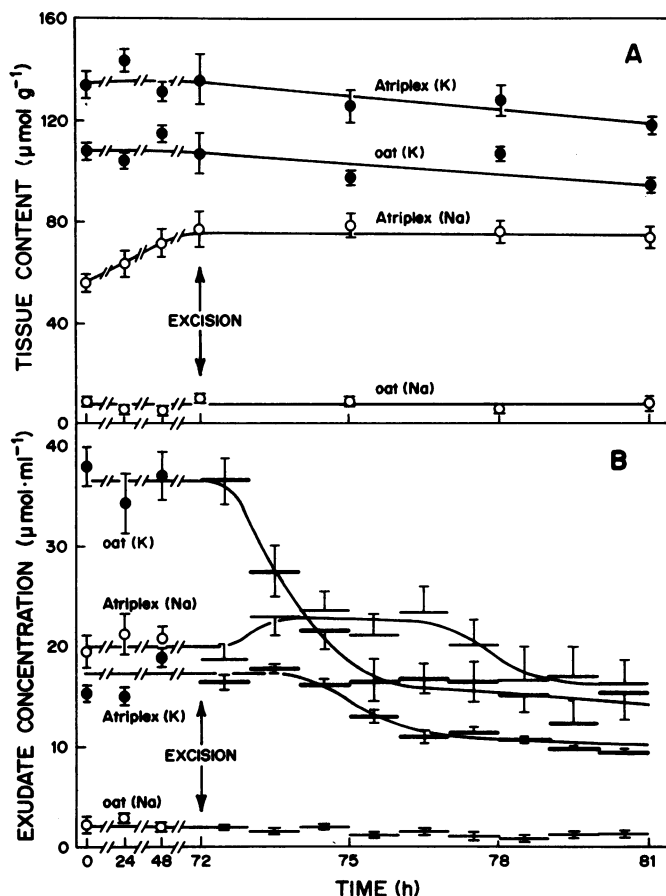 160
120
80
40
0
TISSUE CONTENT (μmol g⁻¹)
A
Atriplex (K)
oat (K)
Atriplex (Na)
EXCISION
oat (Na)
40
30
20
10
0
EXUDATE CONCENTRATION (μmol·ml⁻¹)
B
oat (K)
Atriplex (Na)
Atriplex (K)
EXCISION
oat (Na)
0 24 48 72 75 78 81
TIME (h)